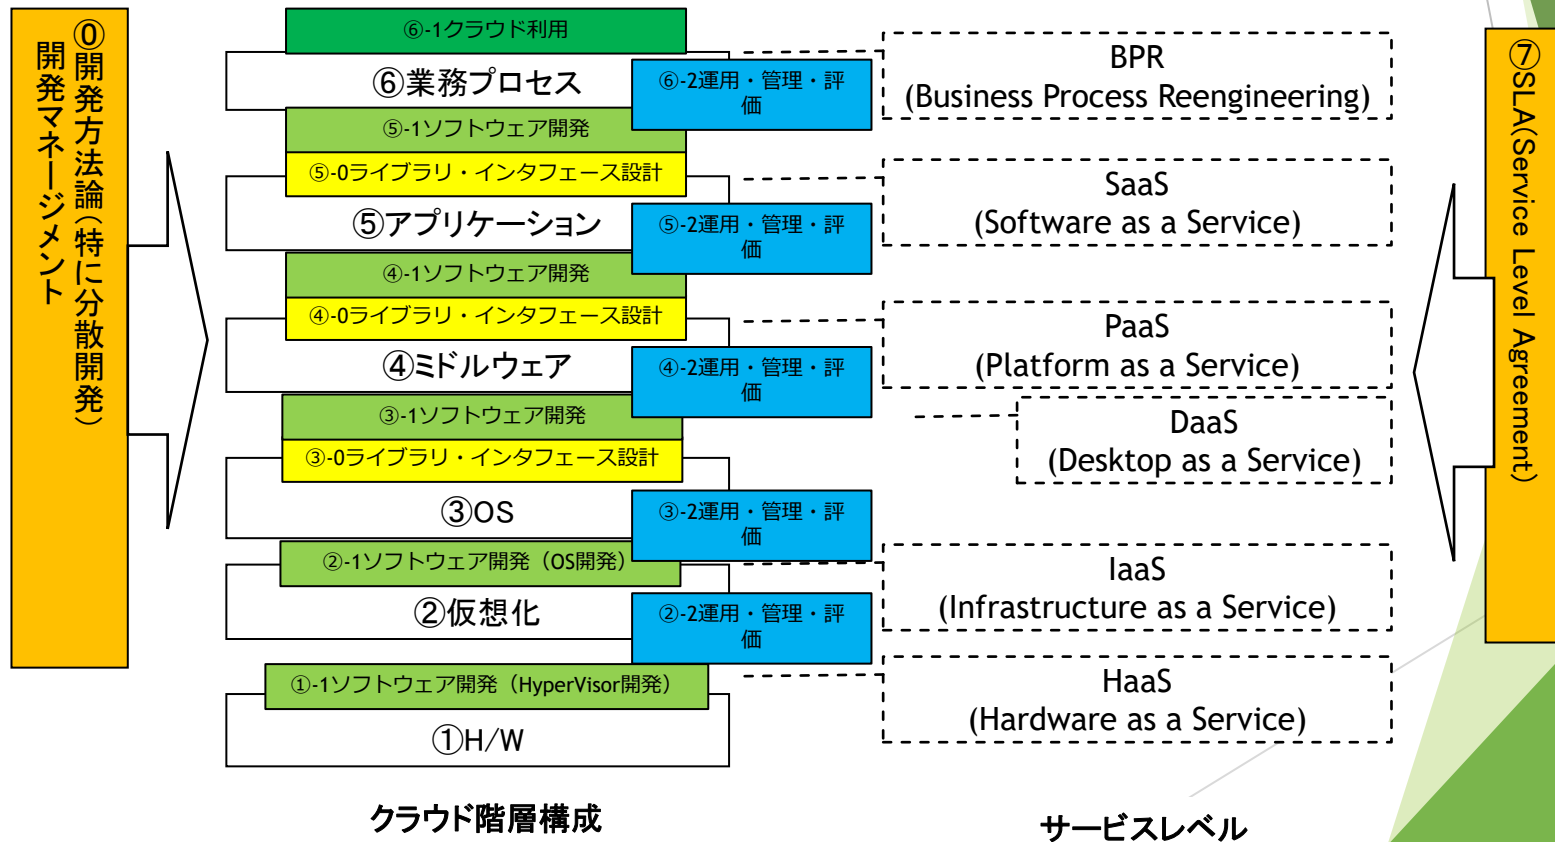 ⓪開発方法論(特に分散開発)
開発マネージメント
⑥-1クラウド利用
⑥業務プロセス
⑥-2運用・管理・評
価
⑤-1ソフトウェア開発
⑤-0ライブラリ・インタフェース設計
⑤アプリケーション
⑤-2運用・管理・評
価
④-1ソフトウェア開発
④-0ライブラリ・インタフェース設計
④ミドルウェア
④-2運用・管理・評
価
③-1ソフトウェア開発
③-0ライブラリ・インタフェース設計
③OS
③-2運用・管理・評
価
②-1ソフトウェア開発（OS開発）
②仮想化
②-2運用・管理・評
価
①-1ソフトウェア開発（HyperVisor開発）
①H/W
クラウド階層構成
BPR
(Business Process Reengineering)
SaaS
(Software as a Service)
PaaS
(Platform as a Service)
DaaS
(Desktop as a Service)
IaaS
(Infrastructure as a Service)
HaaS
(Hardware as a Service)
サービスレベル
⑦SLA(Service Level Agreement)